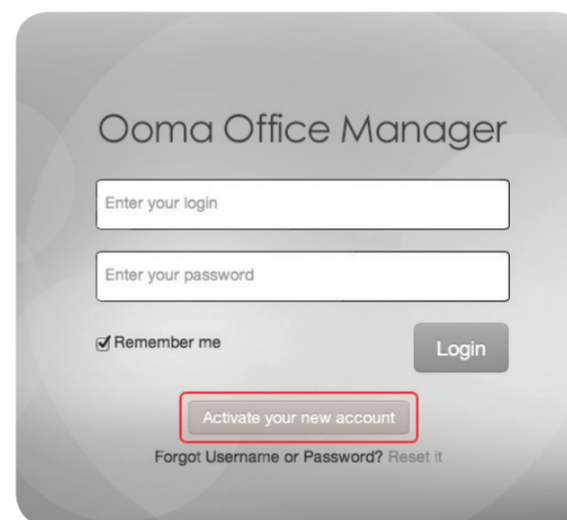 Ooma Office Manager
Enter your login
Enter your password
Remember me
Login
Activate your new account
Forgot Username or Password? Reset it